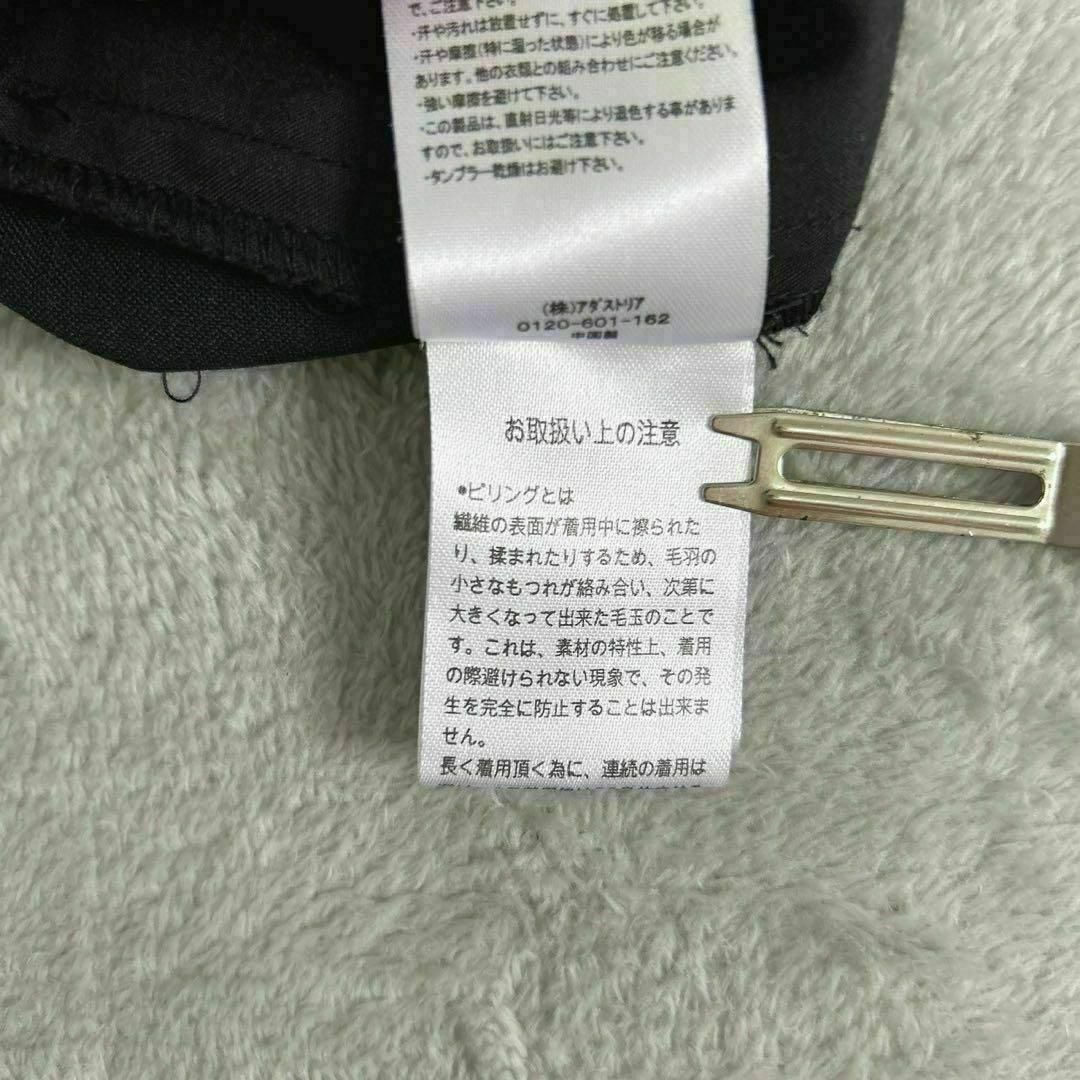 で、ご注意下さい。
・汗や汚れは放置せずに、すぐに処置して下さい。
・汗や摩擦(特に湿った状態)により色が移る場合が
あります。他の衣類との組み合わせにご注意ください。
・強い摩擦を避けて下さい。
・この製品は、直射日光等により退色する事がありま
すので、お取扱いにはご注意下さい。
・タンブラー乾燥はお避け下さい。
(株)アダストリア
0120-601-162
中国製
お取扱い上の注意
●ピリングとは
繊維の表面が着用中に擦られた
り、揉まれたりするため、毛羽の
小さなもつれが絡み合い、次第に
大きくなって出来た毛玉のことで
す。これは、素材の特性上、着用
の際避けられない現象で、その発
生を完全に防止することは出来ま
せん。
長く着用頂く為に、連続の着用は